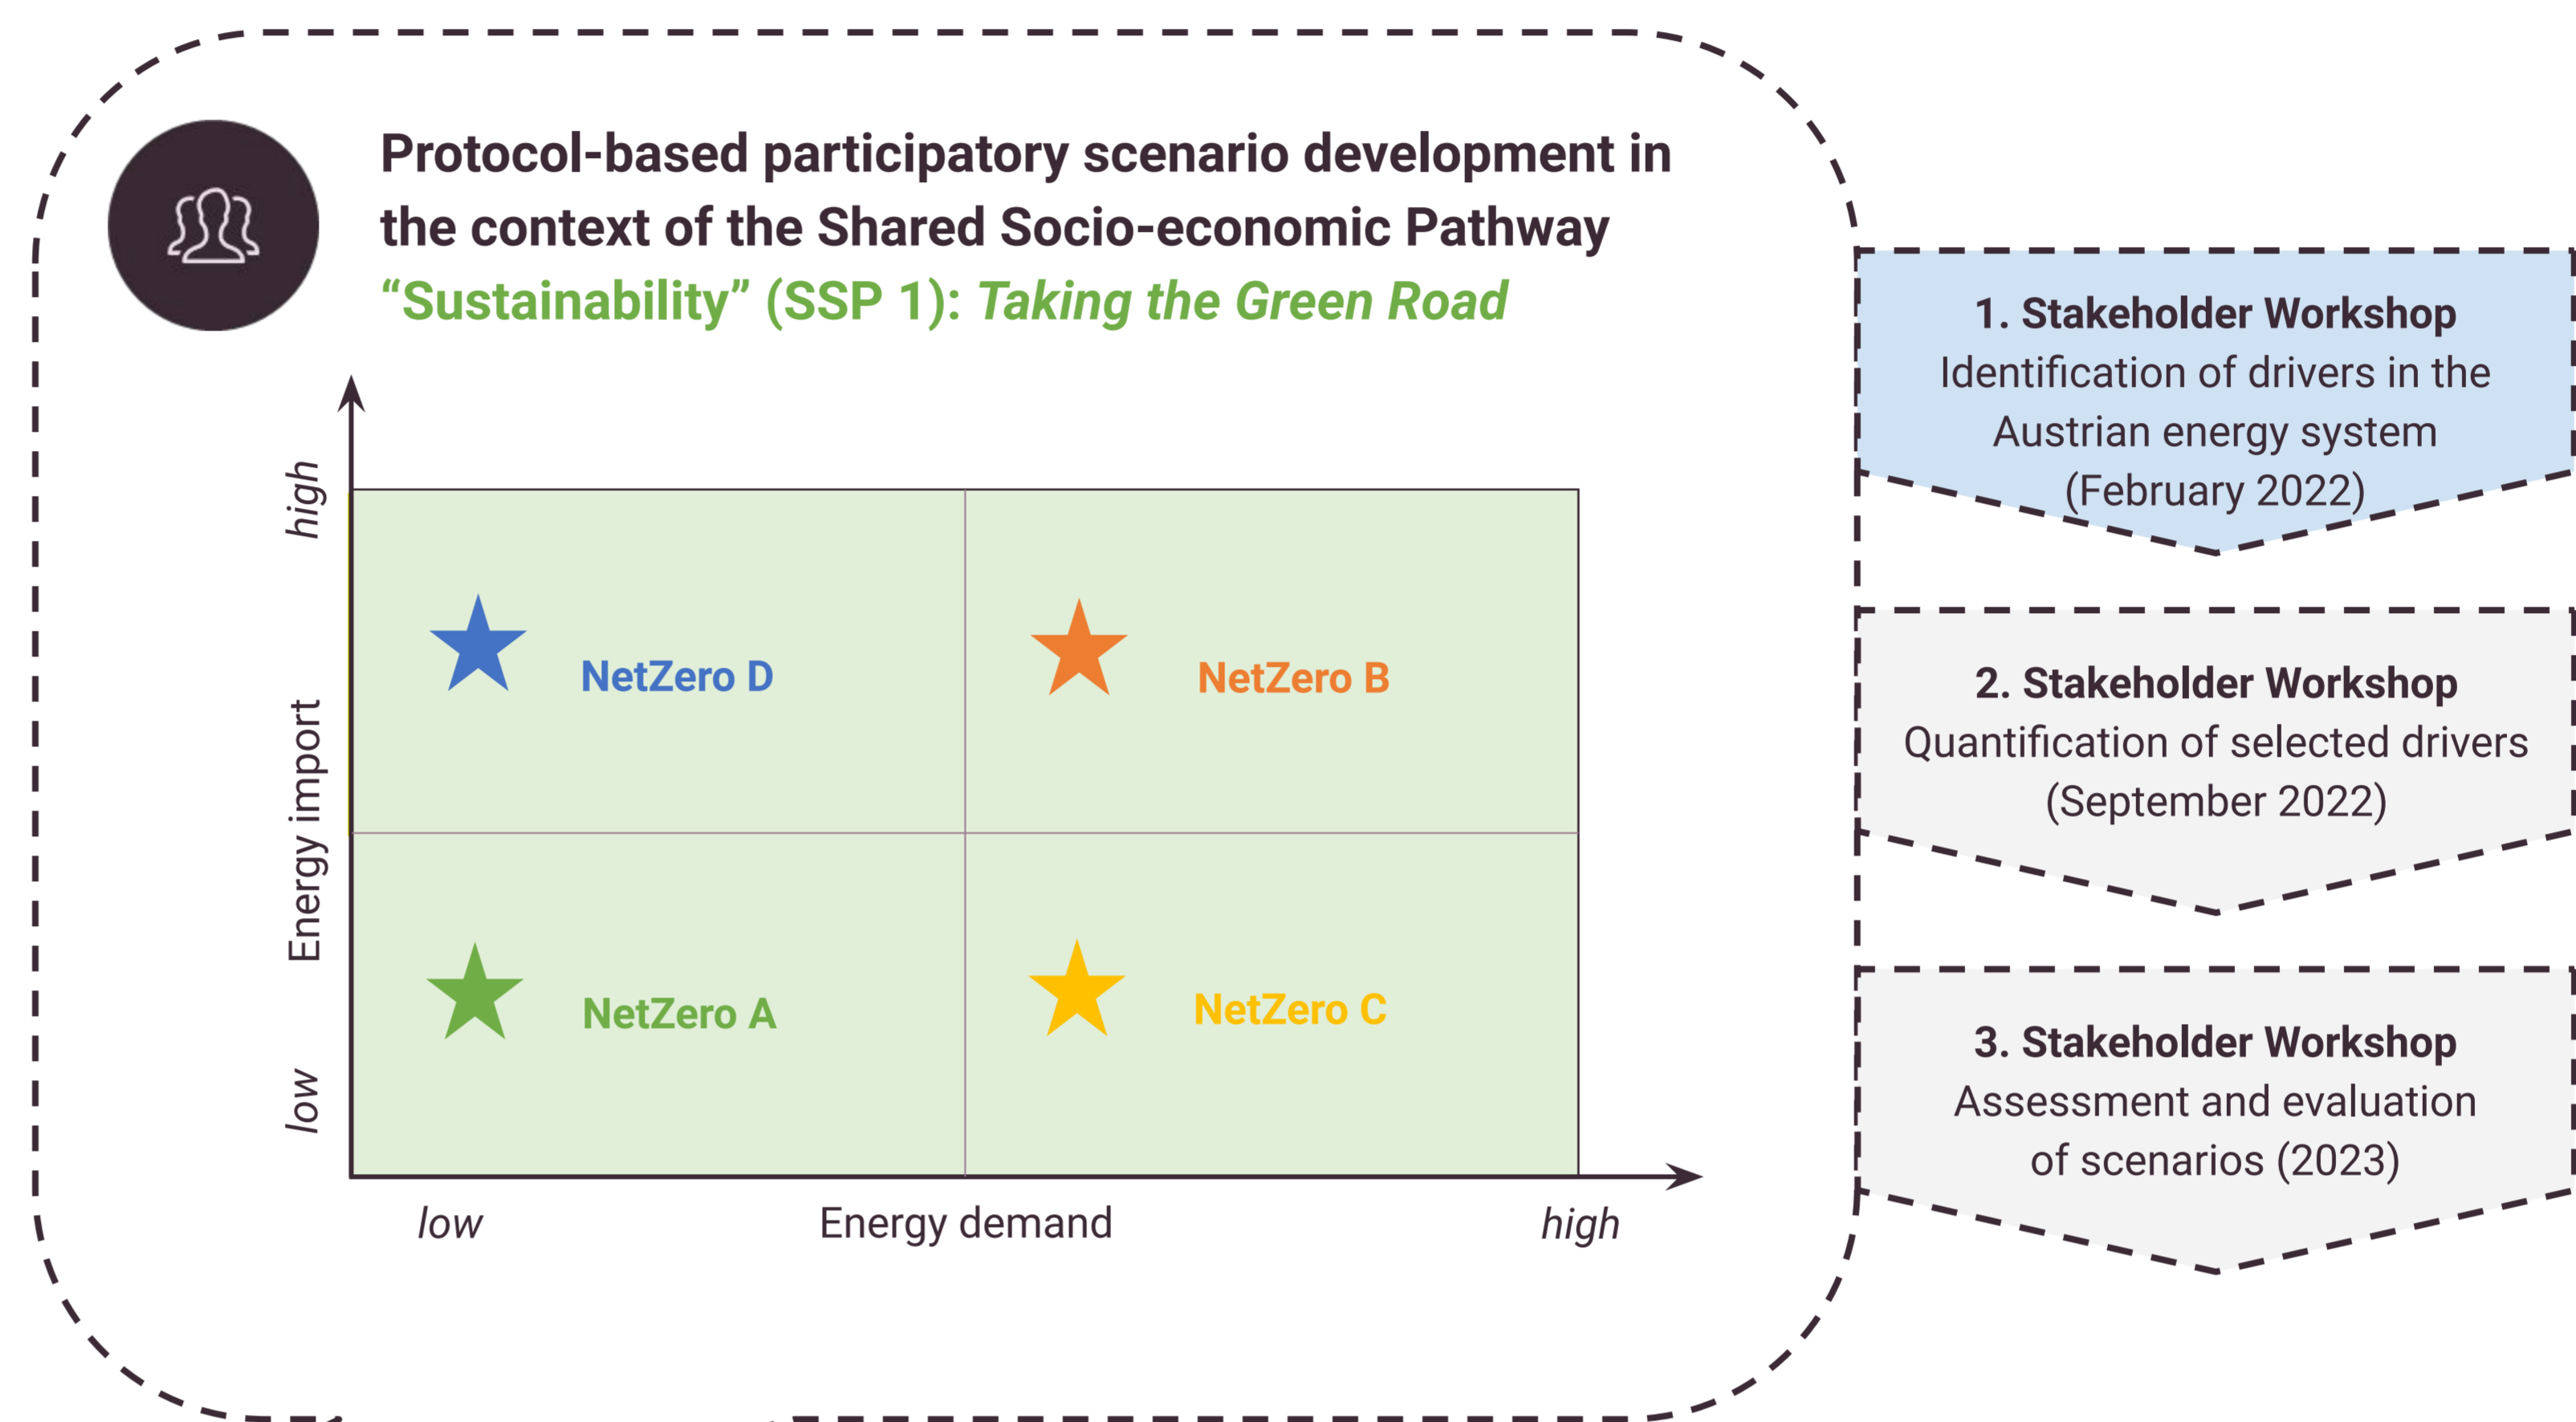 Protocol-based participatory scenario development in
the context of the Shared Socio-economic Pathway
“Sustainability” (SSP 1): Taking the Green Road
high
Energy import
low
NetZero D
NetZero B
NetZero A
NetZero C
low
Energy demand
high
1. Stakeholder Workshop
Identification of drivers in the
Austrian energy system
(February 2022)
2. Stakeholder Workshop
Quantification of selected drivers
(September 2022)
3. Stakeholder Workshop
Assessment and evaluation
of scenarios (2023)